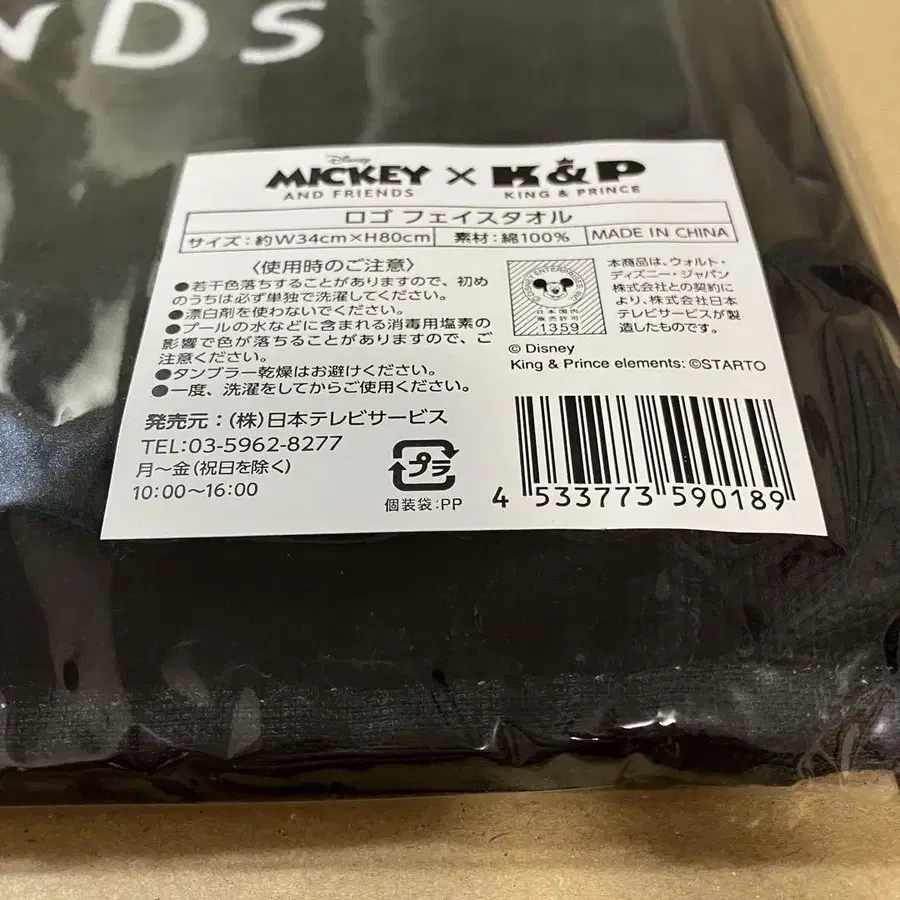 NDS
Disney
MICKEY × K&P
AND FRIENDS KING & PRINCE
ロゴ フェイスタオル
サイズ:約W34cm×H80cm 素材:綿100% MADE IN CHINA
〈使用時のご注意〉
●若干色落ちすることがありますので、初め
のうちは必ず単独で洗濯してください。
●漂白剤を使わないでください。
●プールの水などに含まれる消毒用塩素の
影響で色が落ちることがありますので、ご
注意ください。
●タンブラー乾燥はお避けください。
●一度、洗濯をしてからご使用ください。
発売元:(株)日本テレビサービス
TEL:03-5962-8277
月~金(祝日を除く)
10:00~16:00
プラ
個装袋:PP
日本国内
販売許可
1359
本商品は、ウォルト・
ディズニー・ジャパン
株式会社との契約に
より、株式会社日本
テレビサービスが製
造したものです。
© Disney
King & Prince elements: ©STARTO
4 533773 590189